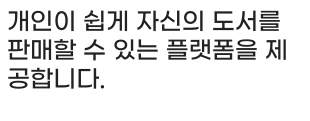 개인이 쉽게 자신의 도서를
판매할 수 있는 플랫폼을 제
공합니다.